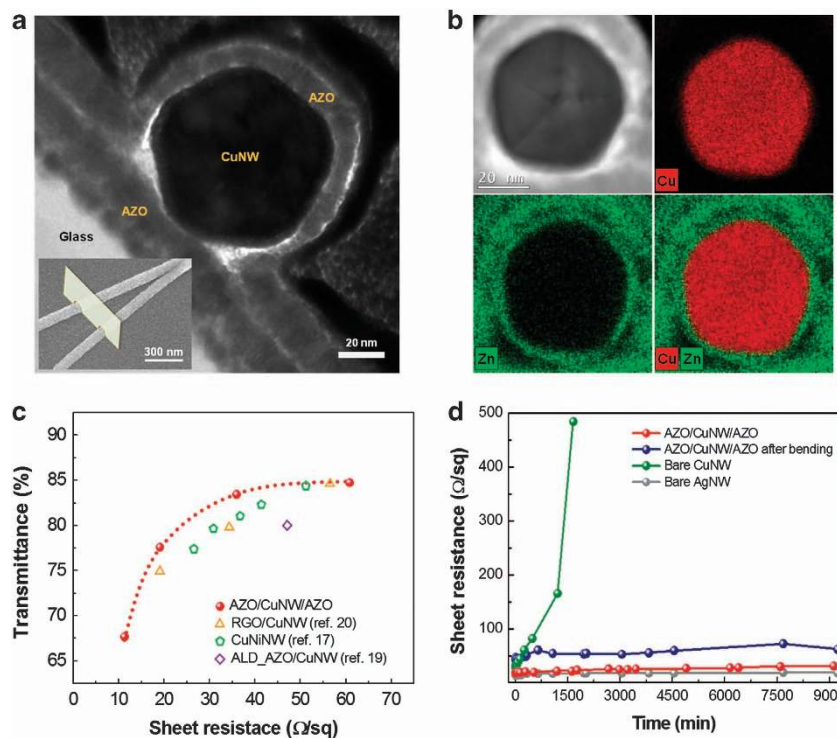 a
AZO
CuNW
AZO
Glass
300 nm
20 nm
b
20 nm
Cu
Zn
Cu Zn
c
Transmittance (%)
85
80
75
70
65
AZO/CuNW/AZO
RGO/CuNW (ref. 20)
CuNiNW (ref. 17)
ALD_AZO/CuNW (ref. 19)
0 10 20 30 40 50 60 70
Sheet resistace (Ω/sq)
d
Sheet resistance (Ω/sq)
500
400
300
200
100
50
0
AZO/CuNW/AZO
AZO/CuNW/AZO after bending
Bare CuNW
Bare AgNW
0 1500 3000 4500 6000 7500 9000
Time (min)